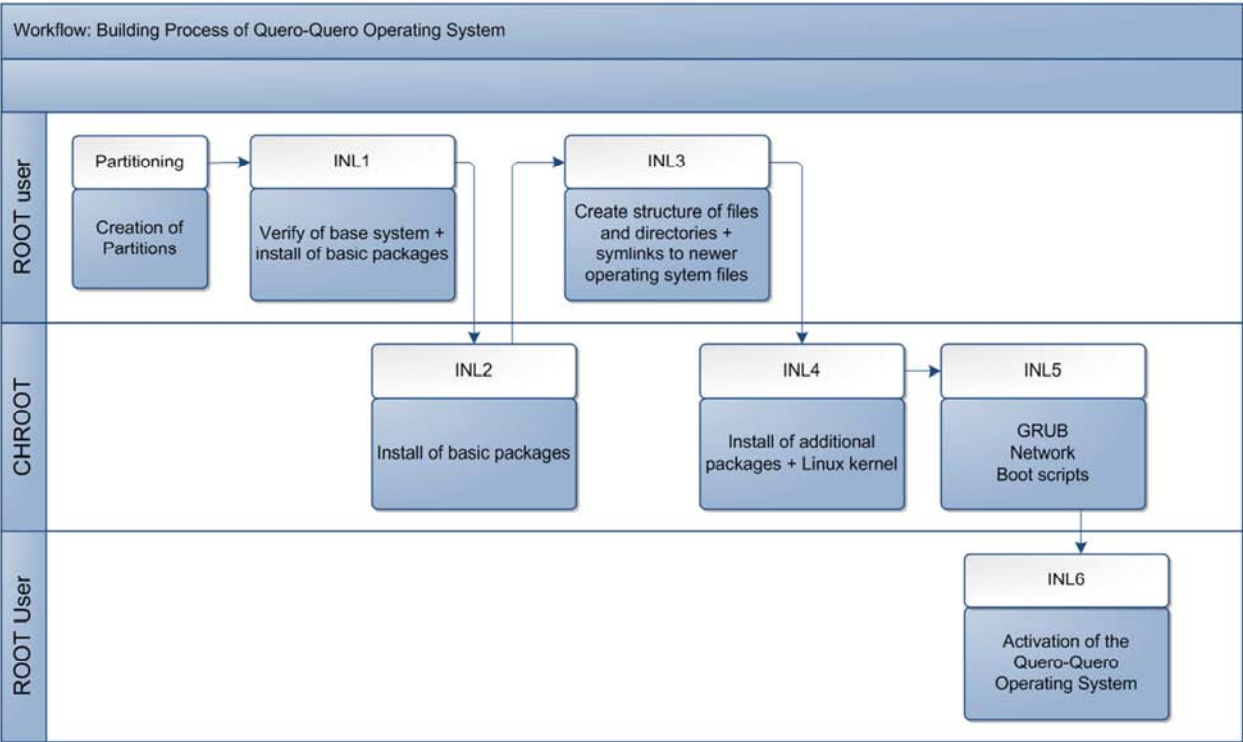 Workflow: Building Process of Quero-Quero Operating System
ROOT user
Partitioning
Creation of
Partitions
INL1
Verify of base system +
install of basic packages
INL3
Create structure of files
and directories +
symlinks to newer
operating sytem files
CHROOT
INL2
Install of basic packages
INL4
Install of additional
packages + Linux kernel
INL5
GRUB
Network
Boot scripts
ROOT User
INL6
Activation of the
Quero-Quero
Operating System